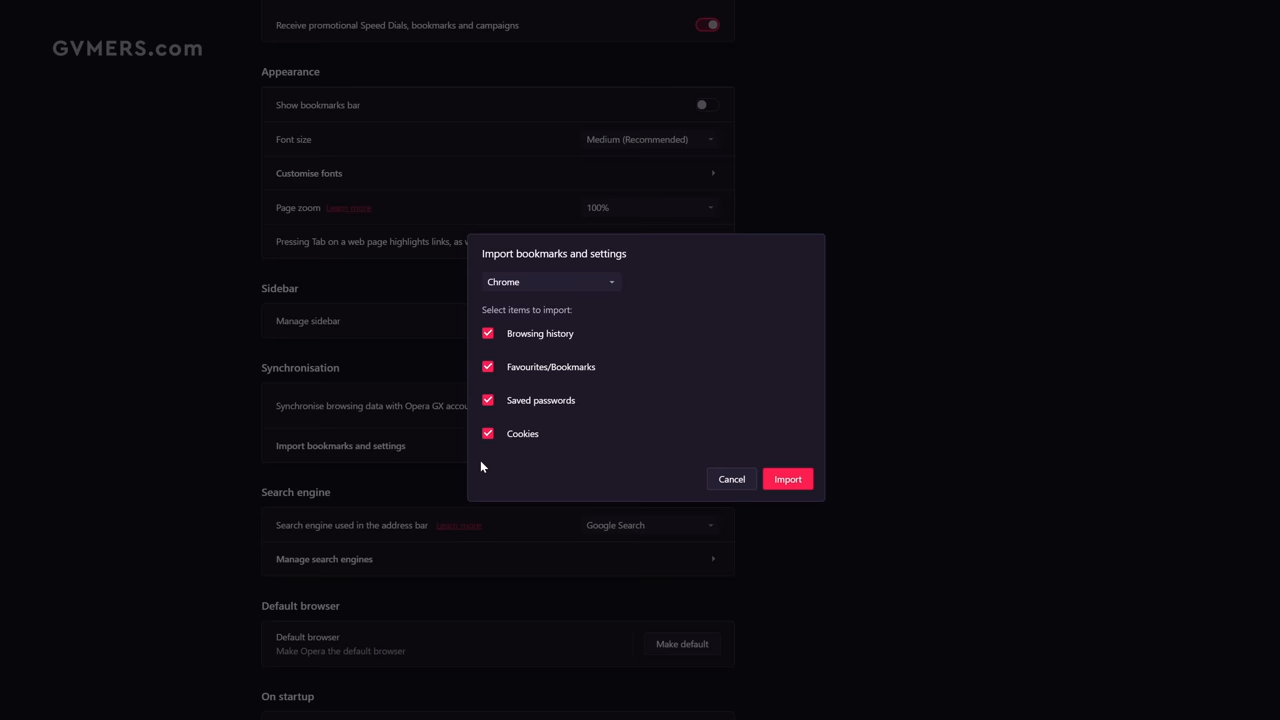 Receive promotional Speed Dials, bookmarks and campaigns
GVMERS.com
Appearance
Show bookmarks bar
Font size
Medium (Recommended)
Customise fonts
Page zoom Learn more
100%
Pressing Tab on a web page highlights links, as w
Import bookmarks and settings
Chrome
Select items to import:
Browsing history
Favourites/Bookmarks
Saved passwords
Cookies
Cancel
Import
Sidebar
Manage sidebar
Synchronisation
Synchronise browsing data with Opera GX accou
Import bookmarks and settings
Search engine
Search engine used in the address bar Learn more
Google Search
Manage search engines
Default browser
Default browser
Make Opera the default browser
Make default
On startup